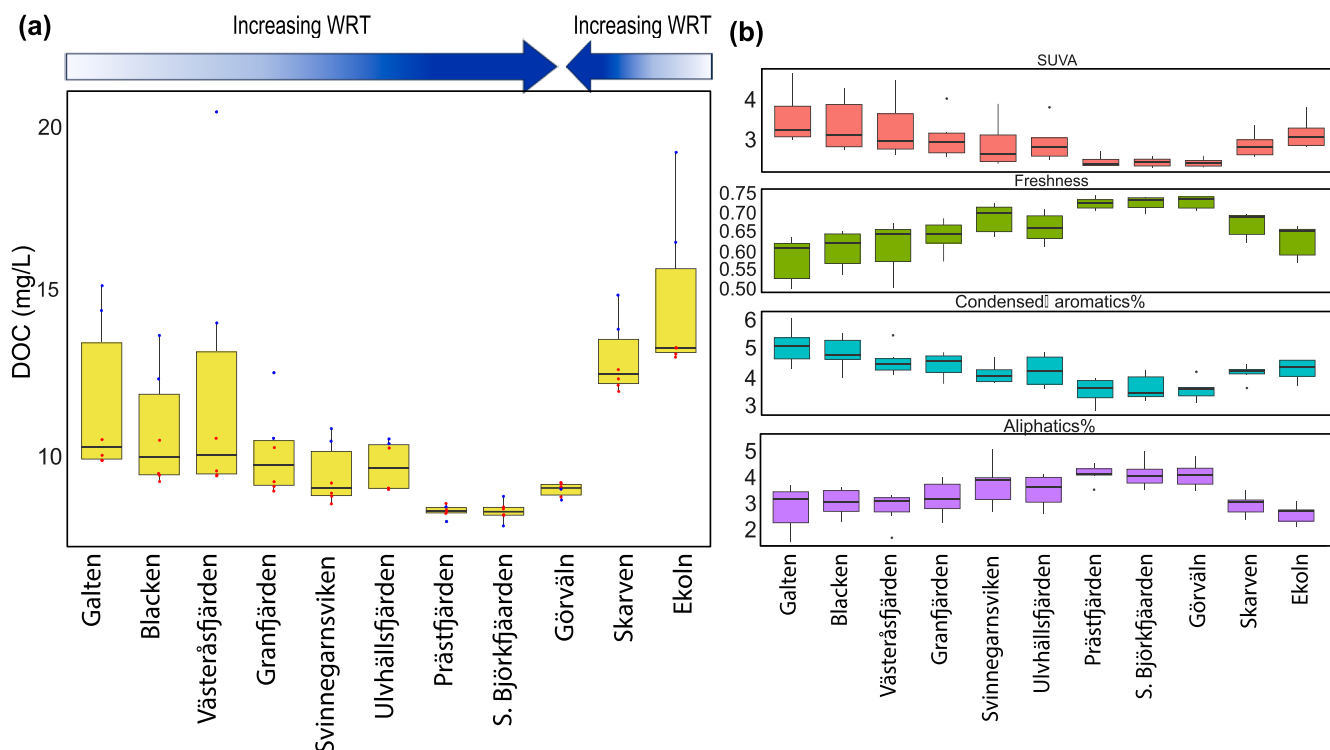 (a)
Increasing WRT
Increasing WRT
DOC (mg/L)
20
15
10
Galten
Blacken
Västeråsfjärden
Granfjärden
Svinnegarnsviken
Ulvhällsfjärden
Prästfjärden
S. Björkfjäarden
Görväln
Skarven
Ekoln
(b)
SUVA
4
3
Freshness
0.75
0.70
0.65
0.60
0.55
0.50
Condensed▯ aromatics%
6
5
4
3
Aliphatics%
5
4
3
2
Galten
Blacken
Västeråsfjärden
Granfjärden
Svinnegarnsviken
Ulvhällsfjärden
Prästfjärden
S. Björkfjäarden
Görväln
Skarven
Ekoln